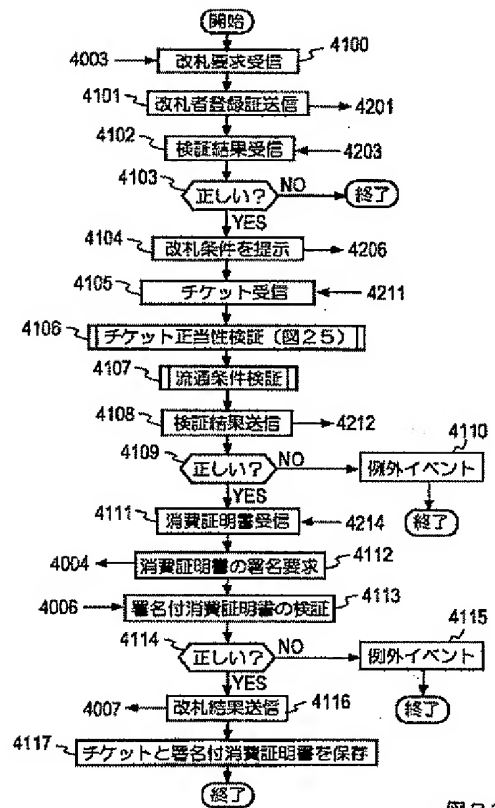 開始
4003 改札要求受信 4100
4101 改札者登録証送信 4201
4102 検証結果受信 4203
4103 正しい? NO 終了
YES
4104 改札条件を提示 4206
4105 チケット受信 4211
4106 チケット正当性検証 (図25)
4107 流通条件検証
4108 検証結果送信 4212
4109 正しい? NO 例外イベント 4110
YES 終了
4111 消費証明書受信 4214
4004 消費証明書の署名要求 4112
4006 署名付消費証明書の検証 4113
4114 正しい? NO 例外イベント 4115
YES 終了
4007 改札結果送信 4116
4117 チケットと署名付消費証明書を保存
終了